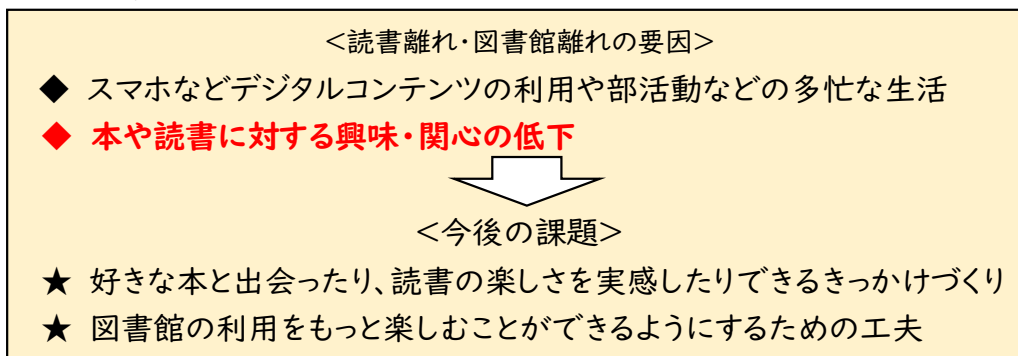 ＜読書離れ・図書館離れの要因＞
◆ スマホなどデジタルコンテンツの利用や部活動などの多忙な生活
◆ 本や読書に対する興味・関心の低下
＜今後の課題＞
★ 好きな本と出会ったり、読書の楽しさを実感したりできるきっかけづくり
★ 図書館の利用をもっと楽しむことができるようにするための工夫